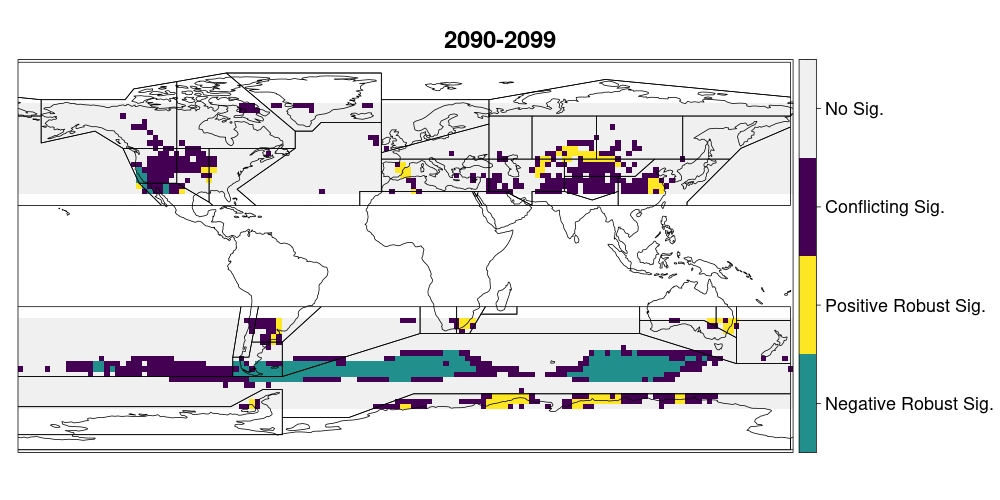 2090-2099
No Sig.
Conflicting Sig.
Positive Robust Sig.
Negative Robust Sig.